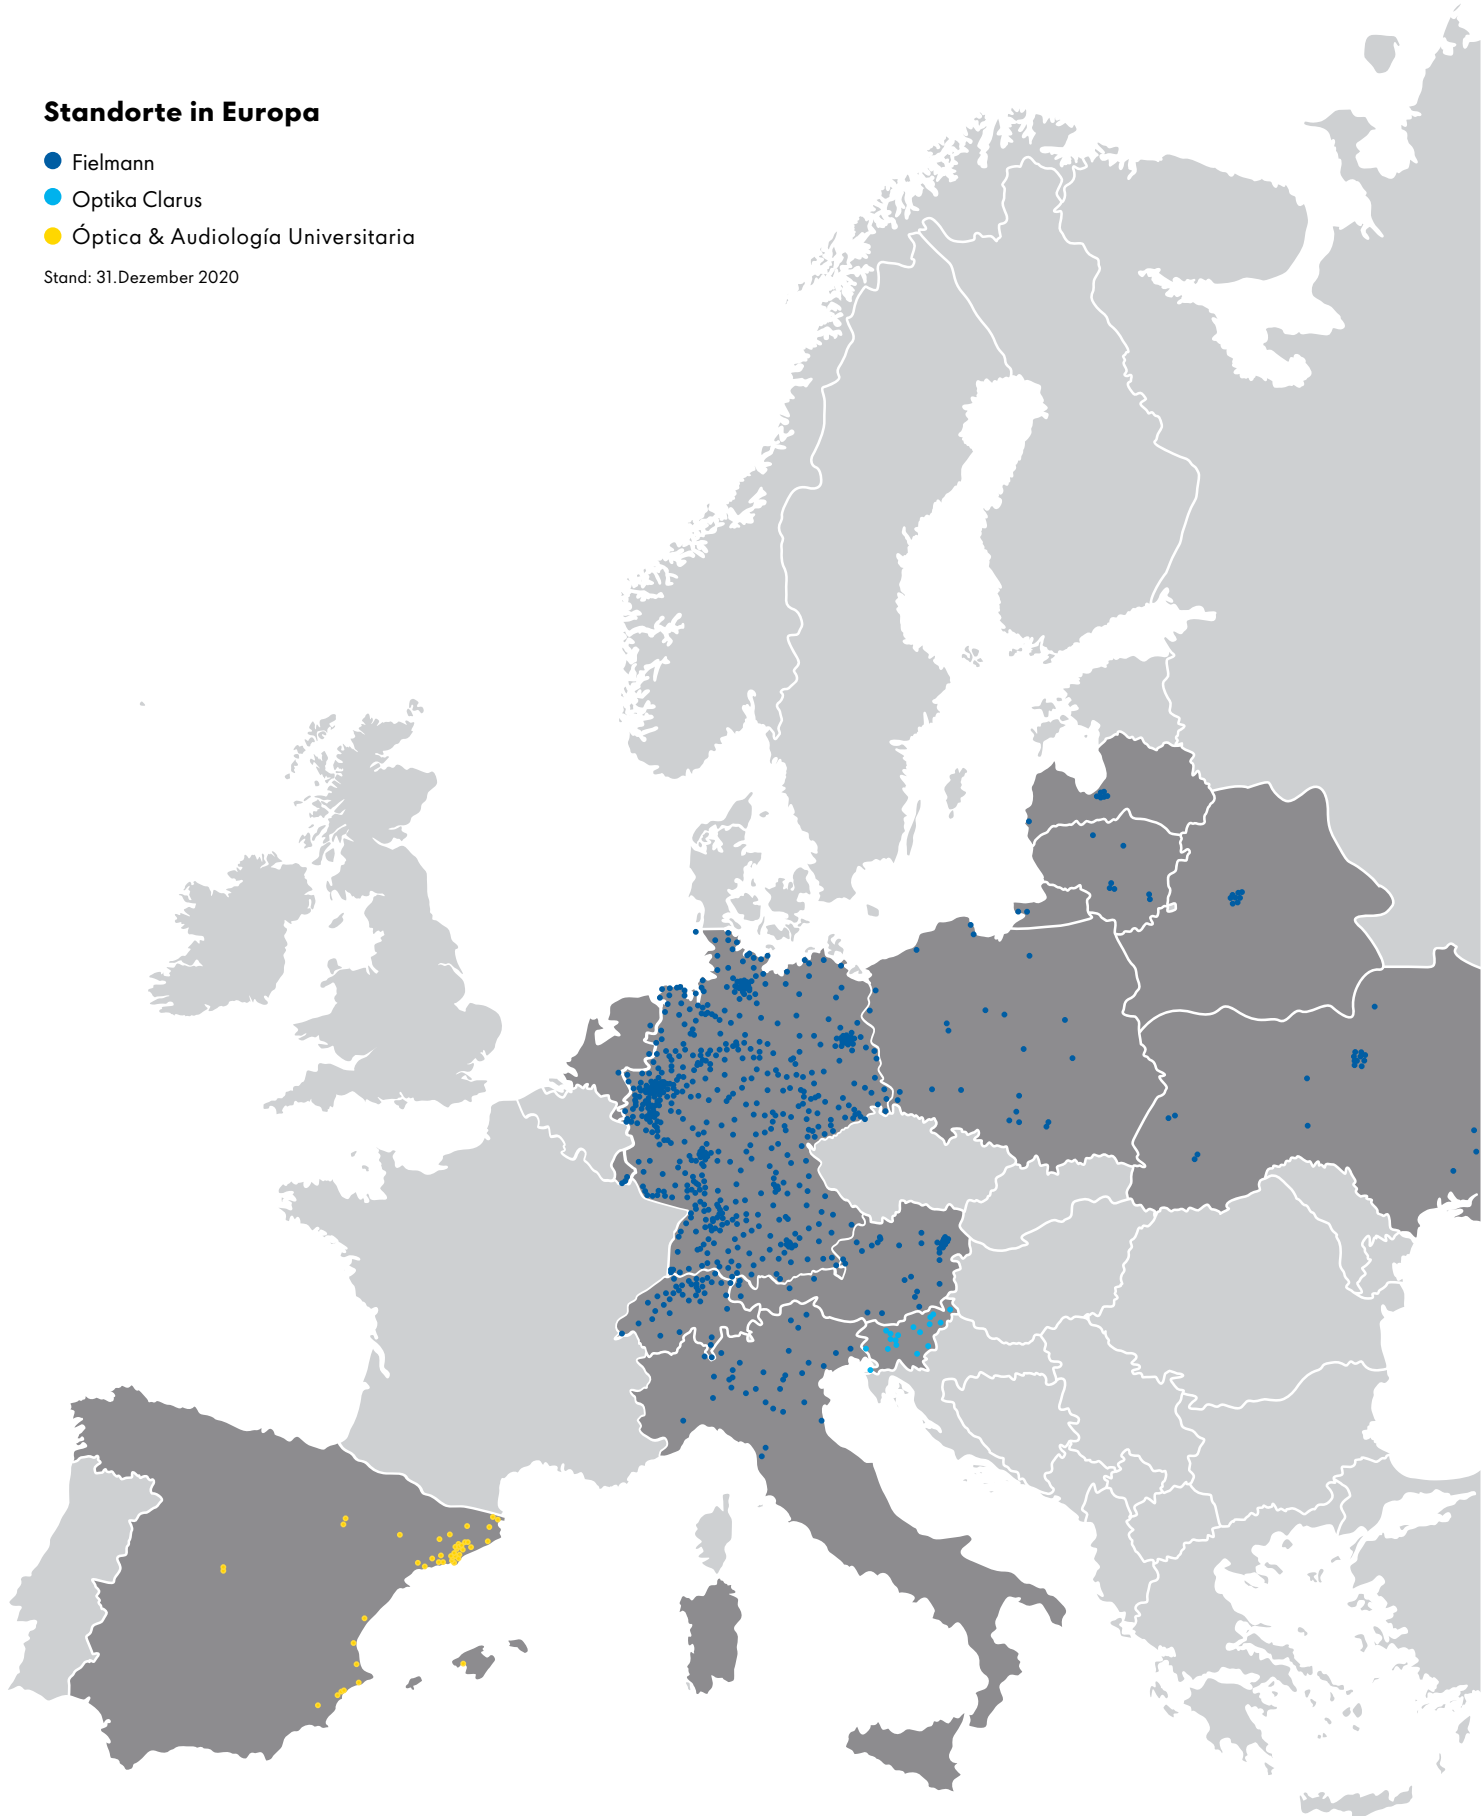 Standorte in Europa
Fielmann
Optika Clarus
Óptica & Audiología Universitaria
Stand: 31.Dezember 2020